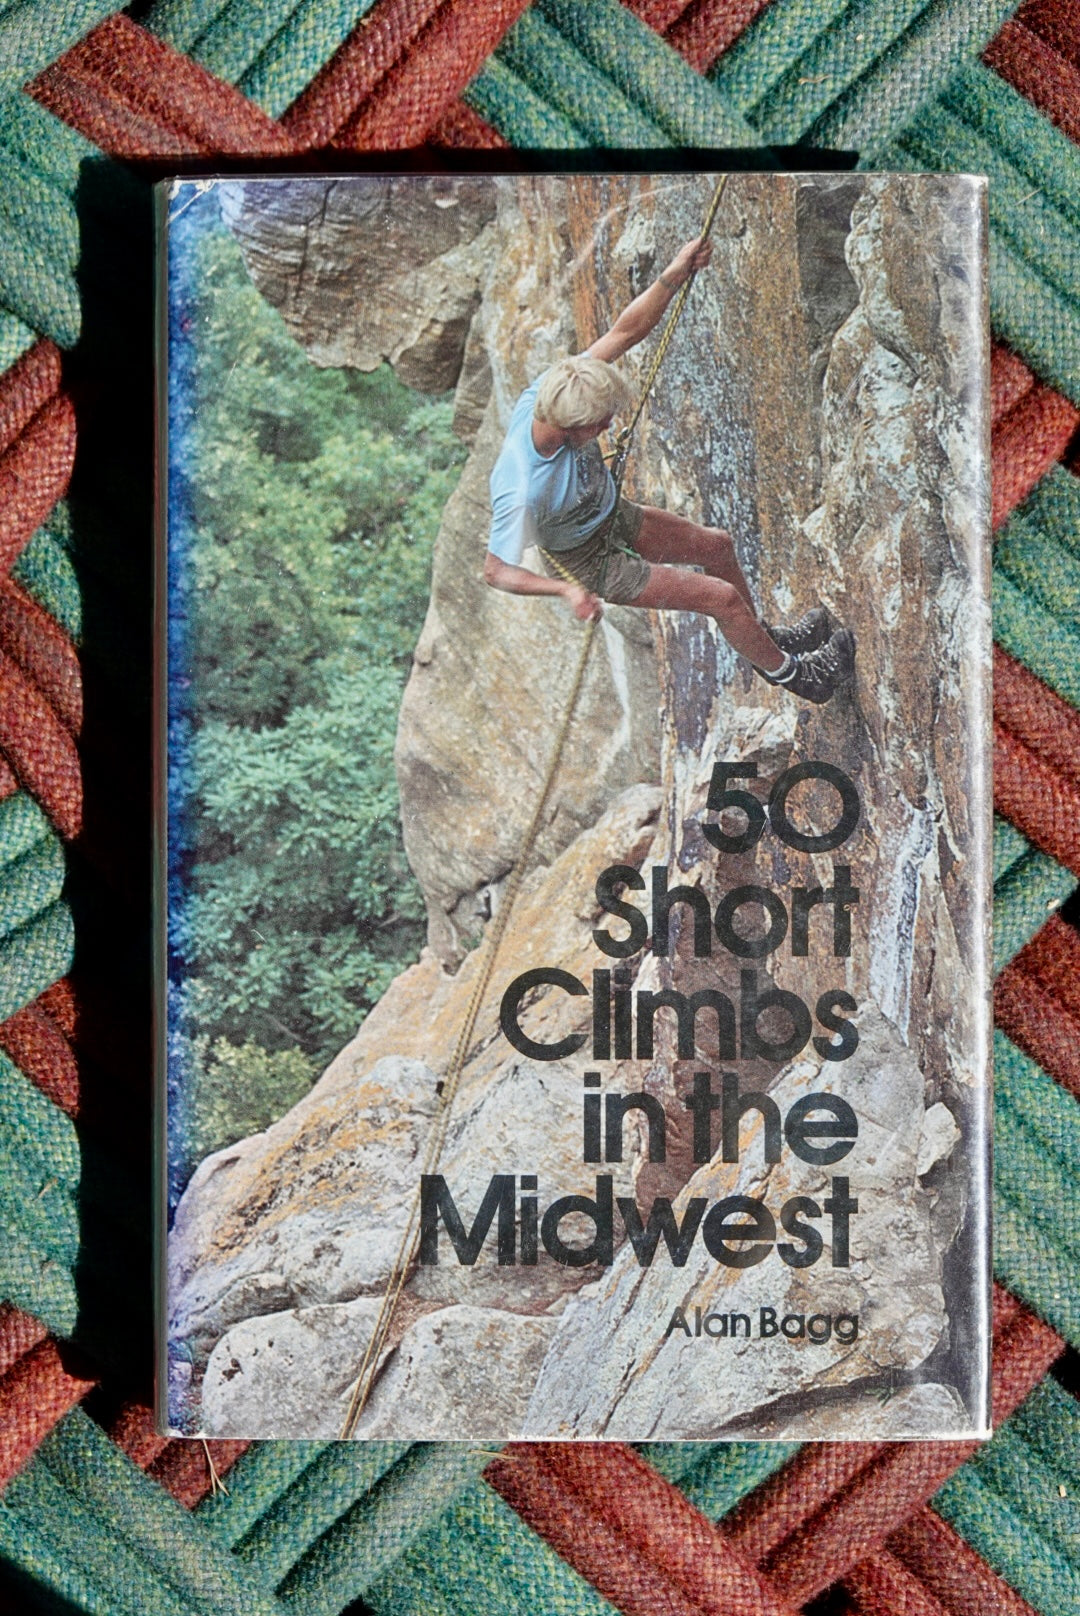 50
Short
Climbs
in the
Midwest
Alan Bagg